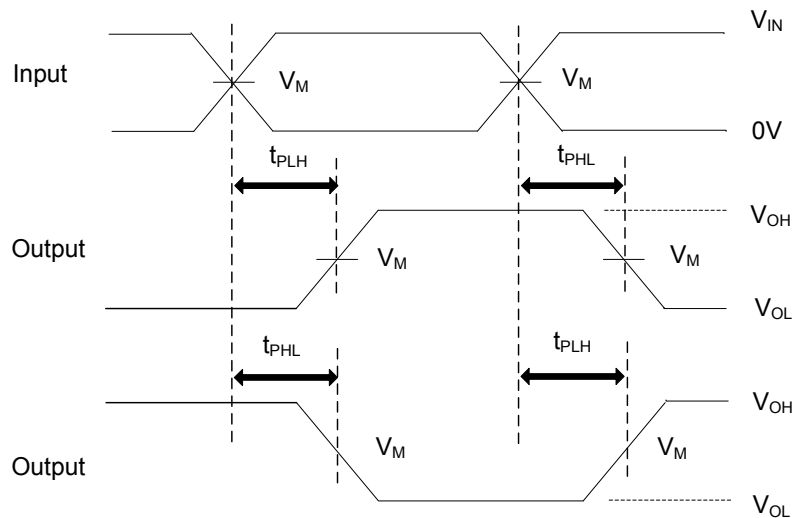 V_IN
Input
V_M V_M
0V
t_PLH t_PHL
V_OH
Output
V_M V_M
V_OL
t_PHL t_PLH
V_OH
V_M V_M
Output
V_OL